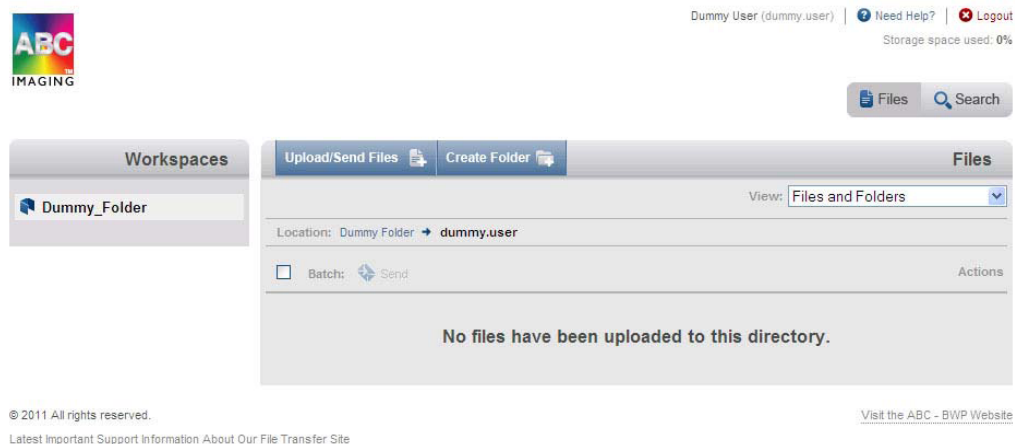 Dummy User (dummy.user) Need Help? Logout
Storage space used: 0%
ABC
TM
IMAGING
Files Search
Workspaces
Dummy_Folder
Upload/Send Files Create Folder Files
View: Files and Folders
Location: Dummy Folder dummy.user
Batch: Send Actions
No files have been uploaded to this directory.
© 2011 All rights reserved. Visit the ABC - BWP Website
Latest Important Support Information About Our File Transfer Site